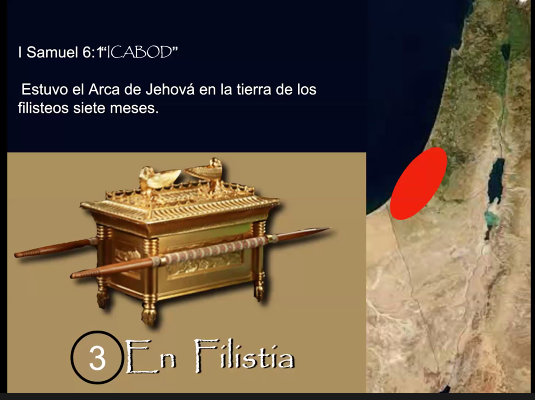 I Samuel 6:1 “ICABOD”
Estuvo el Arca de Jehová en la tierra de los
filisteos siete meses.
3 En Filistia